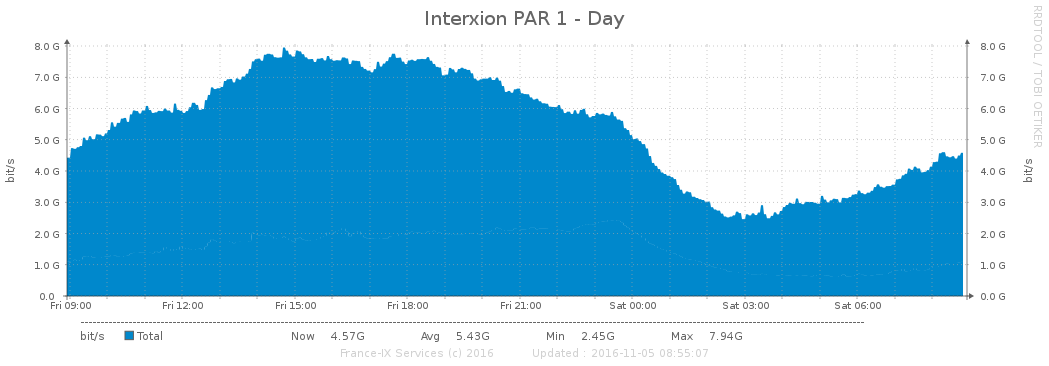 Interxion PAR 1 - Day
RRDTOOL / TOBI OETIKER
8.0 G 8.0 G
7.0 G 7.0 G
6.0 G 6.0 G
5.0 G 5.0 G
4.0 G 4.0 G
3.0 G 3.0 G
2.0 G 2.0 G
1.0 G 1.0 G
0.0 0.0 G
bit/s bit/s
Fri 09:00 Fri 12:00 Fri 15:00 Fri 18:00 Fri 21:00 Sat 00:00 Sat 03:00 Sat 06:00
bit/s Total Now 4.57G Avg 5.43G Min 2.45G Max 7.94G
France-IX Services (c) 2016 Updated : 2016-11-05 08:55:07